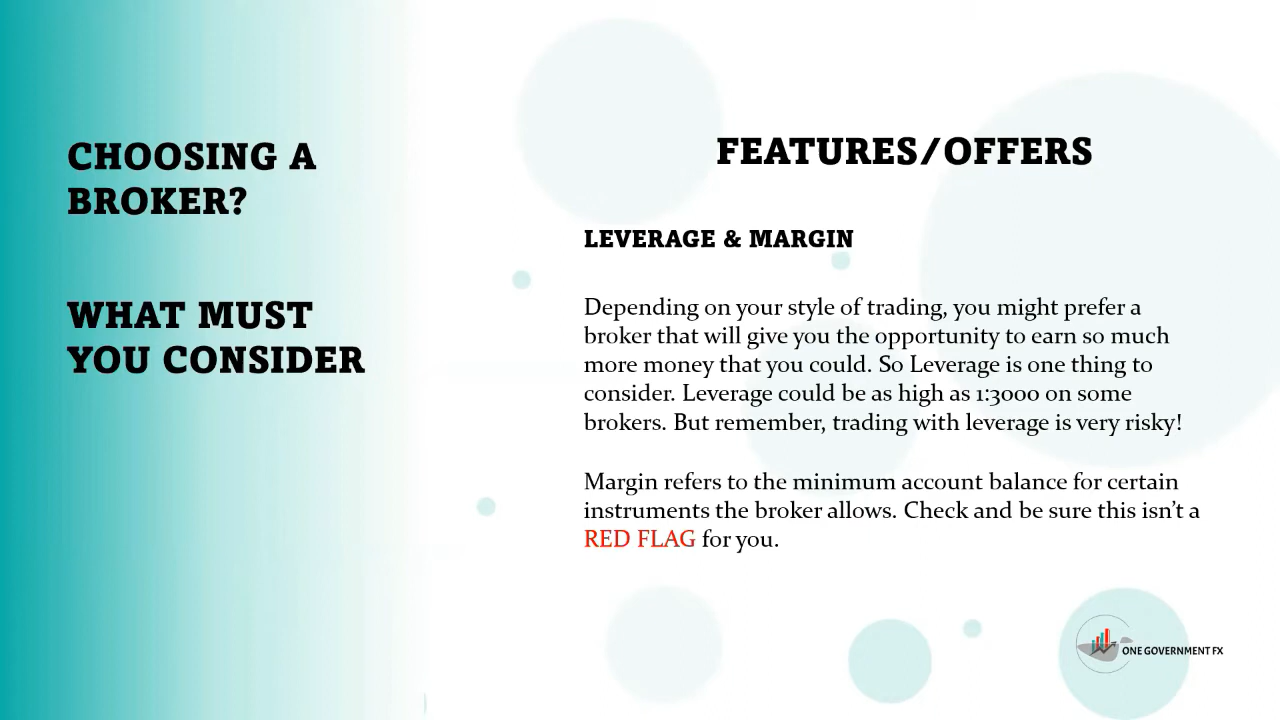 CHOOSING A
BROKER?
WHAT MUST
YOU CONSIDER
FEATURES/OFFERS
LEVERAGE & MARGIN
Depending on your style of trading, you might prefer a
broker that will give you the opportunity to earn so much
more money that you could. So Leverage is one thing to
consider. Leverage could be as high as 1:3000 on some
brokers. But remember, trading with leverage is very risky!
Margin refers to the minimum account balance for certain
instruments the broker allows. Check and be sure this isn’t a
RED FLAG for you.
ONE GOVERNMENT FX